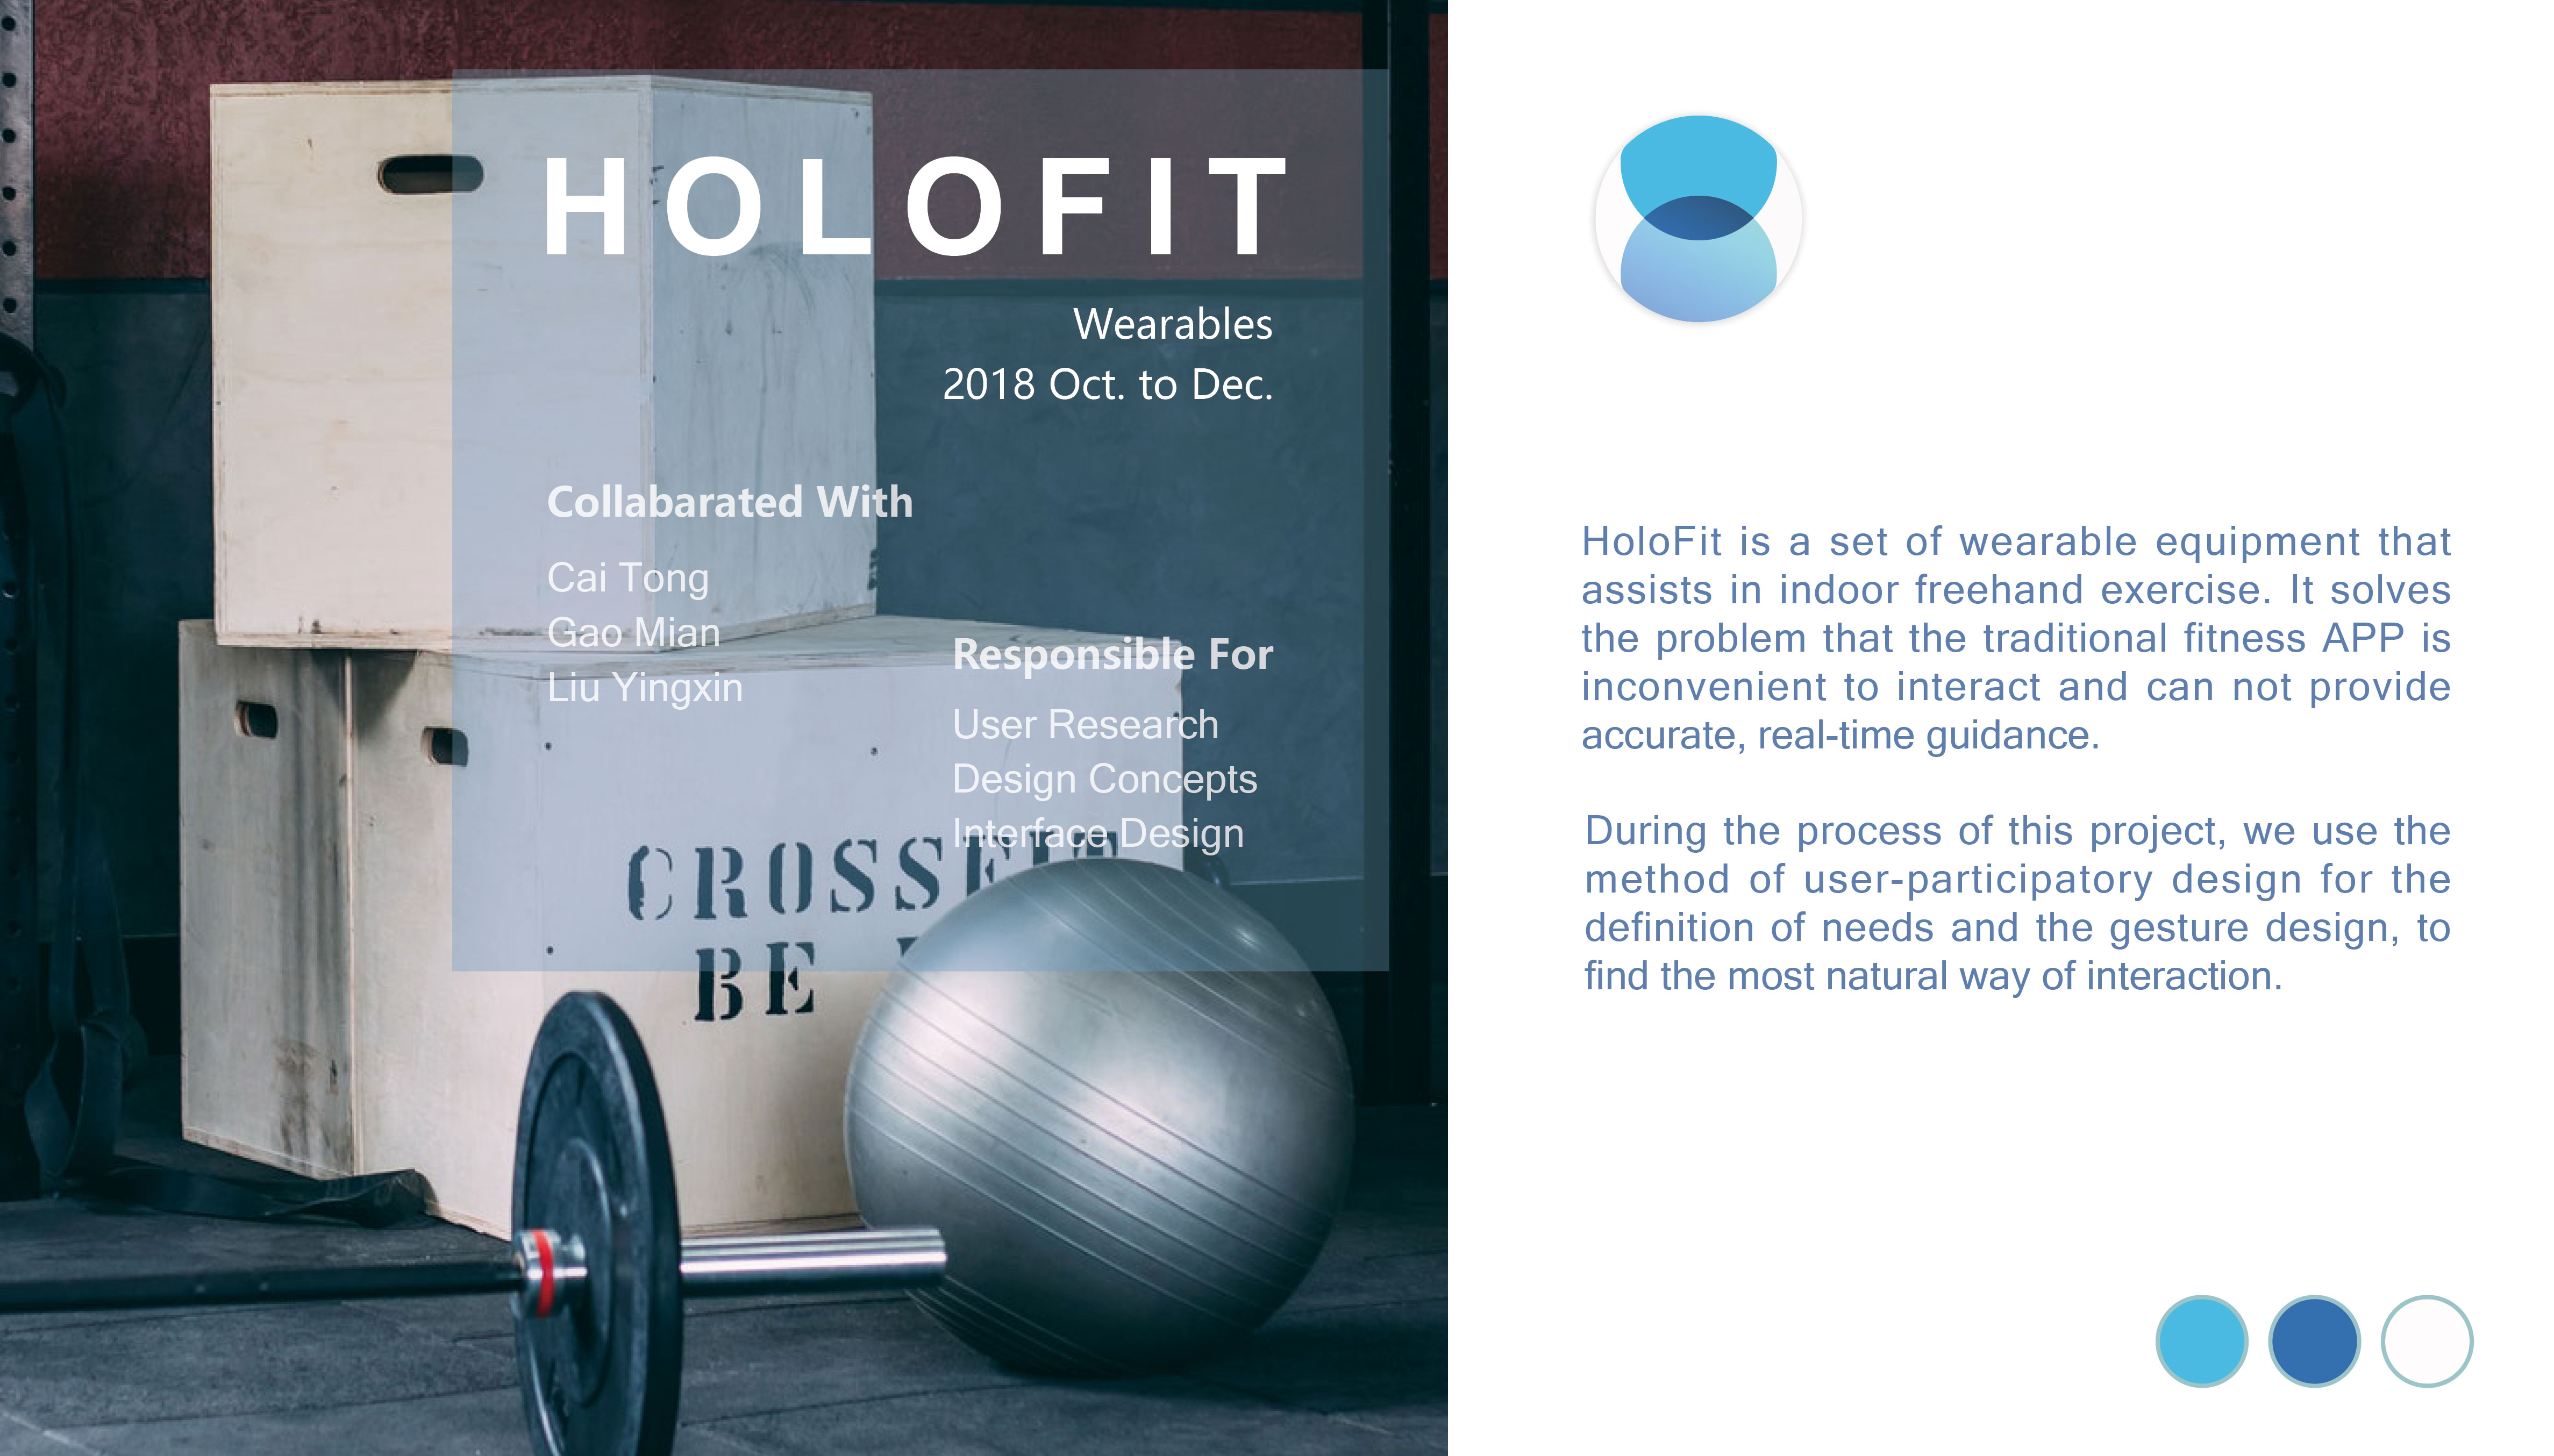 HOLOFIT
Wearables
2018 Oct. to Dec.
Collabarated With
Cai Tong
Gao Mian
Liu Yingxin
Responsible For
User Research
Design Concepts
Interface Design
CROSSFIT
BE
HoloFit is a set of wearable equipment that
assists in indoor freehand exercise. It solves
the problem that the traditional fitness APP is
inconvenient to interact and can not provide
accurate, real-time guidance.
During the process of this project, we use the
method of user-participatory design for the
definition of needs and the gesture design, to
find the most natural way of interaction.